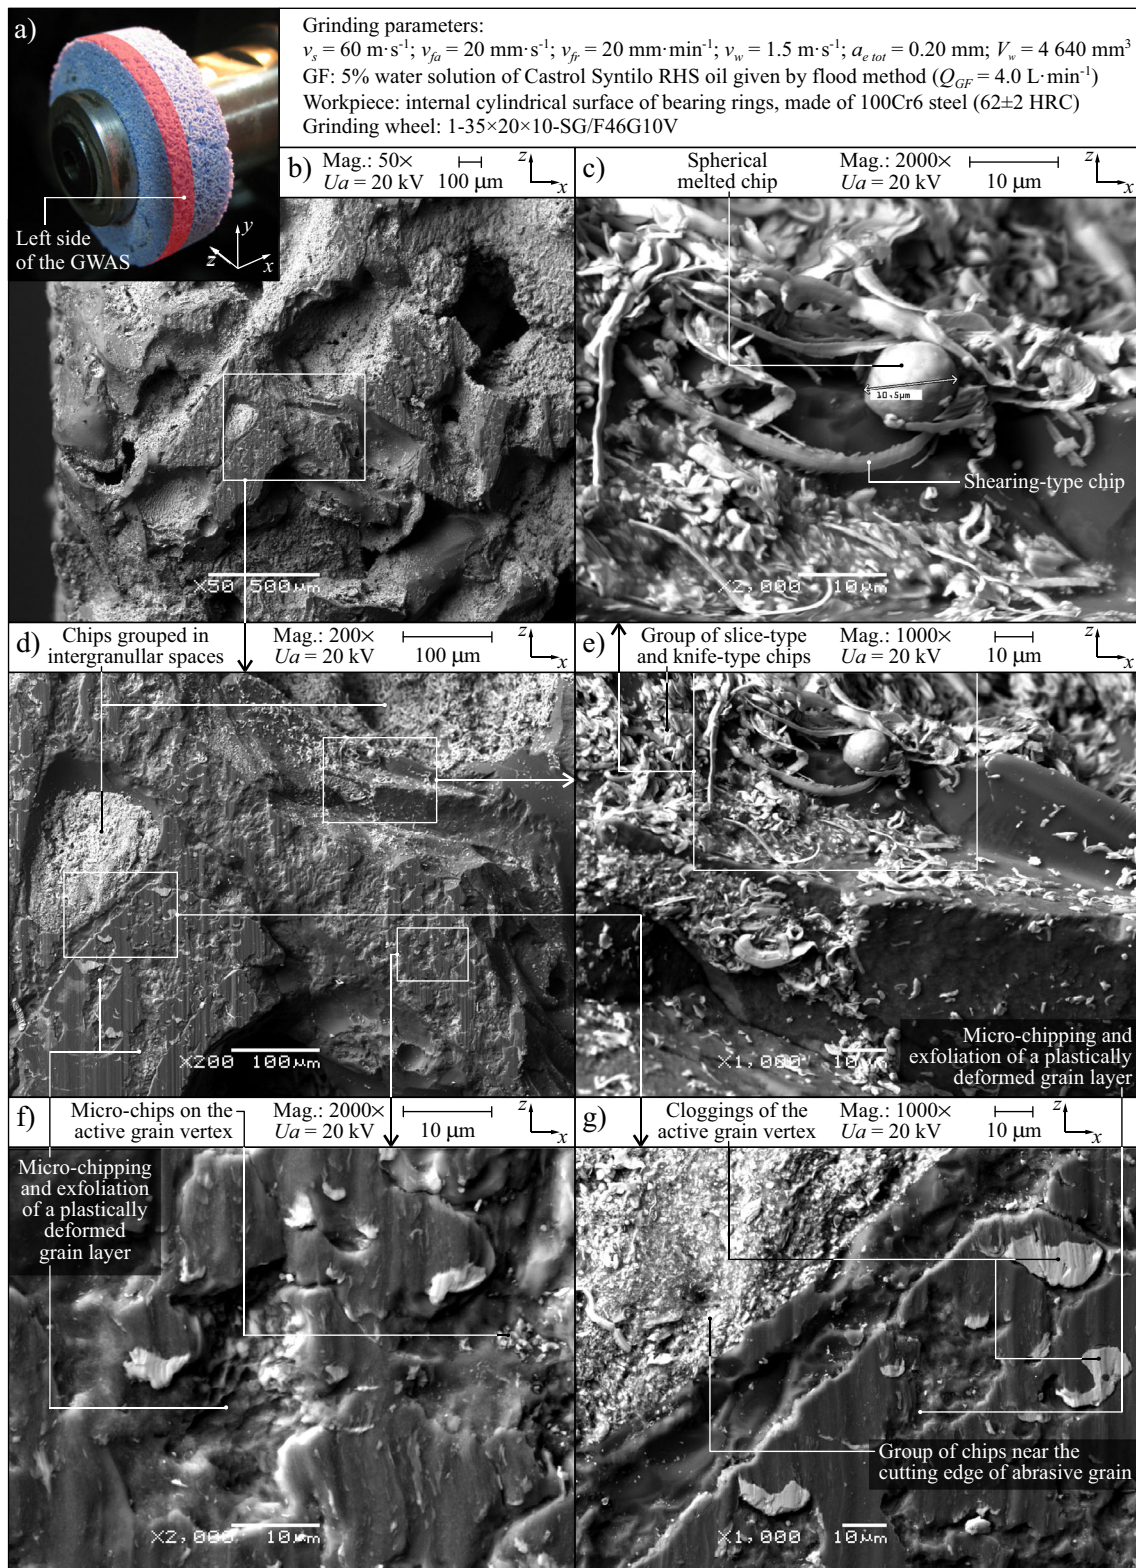 a)
Grinding parameters:
v_s = 60 m·s⁻¹; v_fa = 20 mm·s⁻¹; v_fr = 20 mm·min⁻¹; v_w = 1.5 m·s⁻¹; a_e tot = 0.20 mm; V_w = 4 640 mm³
GF: 5% water solution of Castrol Syntilo RHS oil given by flood method (Q_GF = 4.0 L·min⁻¹)
Workpiece: internal cylindrical surface of bearing rings, made of 100Cr6 steel (62±2 HRC)
Grinding wheel: 1-35×20×10-SG/F46G10V
Left side
of the GWAS
y
z
x
b)
Mag.: 50×
Ua = 20 kV
100 µm
z
x
X50 500µm
c)
Spherical
melted chip
Mag.: 2000×
Ua = 20 kV
10 µm
z
x
10,5µm
Shearing-type chip
X2,000 10µm
d)
Chips grouped in
intergranullar spaces
Mag.: 200×
Ua = 20 kV
100 µm
z
x
X200 100µm
e)
Group of slice-type
and knife-type chips
Mag.: 1000×
Ua = 20 kV
10 µm
z
x
Micro-chipping and
exfoliation of a plastically
deformed grain layer
X1,000 10µm
f)
Micro-chips on the
active grain vertex
Mag.: 2000×
Ua = 20 kV
10 µm
z
x
Micro-chipping
and exfoliation
of a plastically
deformed
grain layer
X2,000 10µm
g)
Cloggings of the
active grain vertex
Mag.: 1000×
Ua = 20 kV
10 µm
z
x
Group of chips near the
cutting edge of abrasive grain
X1,000 10µm